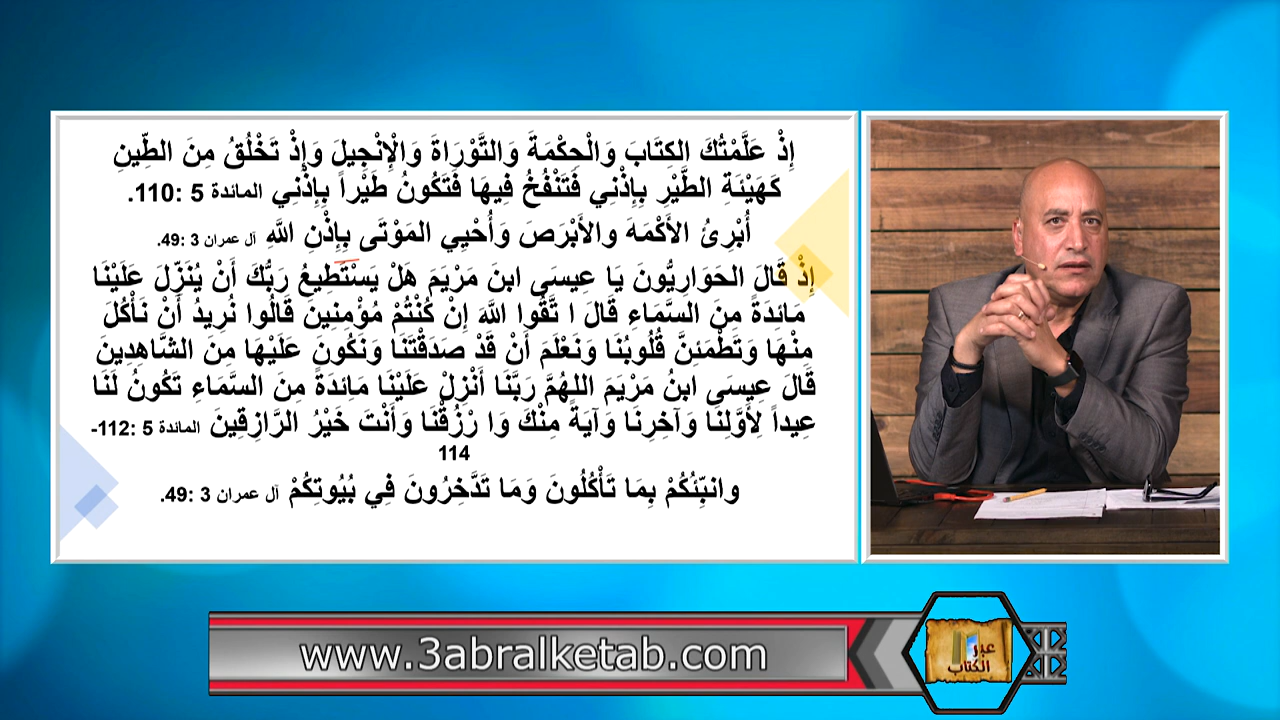 إِذْ عَلَّمْتُكَ الكتَابَ وَالْحِكْمَةَ وَالتَّوْرَاةَ وَالْإِنْجِيلَ وَإِذْ تَخْلُقُ مِنَ الطِّينِ
كَهَيْئَةِ الطَّيْرِ بِإِذْنِي فَتَنْفُخُ فِيهَا فَتَكُونُ طَيْراً بِإِذْنِي المائدة 5 :110.
أُبْرِئُ الأَكْمَهَ والأَبْرَصَ وَأُحْيِي المَوْتَى بِإِذْنِ اللَّهِ آل عمران 3 :49.
إِذْ قَالَ الحَوَارِيُّونَ يَا عِيسَى ابنَ مَرْيَمَ هَلْ يَسْتَطِيعُ رَبُّكَ أَنْ يُنَزِّلَ عَلَيْنَا
مَائِدَةً مِنَ السَّمَاءِ قَالَ ا تَّقُوا اللَّهَ إِنْ كُنْتُمْ مُؤْمِنِينَ قَالُوا نُرِيدُ أَنْ نَأْكُلَ
مِنْهَا وَتَطْمَئِنَّ قُلُوبُنَا وَنَعْلَمَ أَنْ قَدْ صَدَقْتَنَا وَنَكُونَ عَلَيْهَا مِنَ الشَّاهِدِينَ
قَالَ عِيسَى ابنُ مَرْيَمَ اللهُمَّ رَبَّنَا أَنْزِلْ عَلَيْنَا مَائِدَةً مِنَ السَّمَاءِ تَكُونُ لَنَا
عِيداً لِأَوَّلِنَا وَآخِرِنَا وَآيَةً مِنْكَ وَا رْزُقْنَا وَأَنْتَ خَيْرُ الرَّازِقِينَ المائدة 5 :112-
114
وانبِّئُكُمْ بِمَا تَأْكُلُونَ وَمَا تَدَّخِرُونَ فِي بُيُوتِكُمْ آل عمران 3 :49.
www.3abralketab.com
عبر
الكتاب